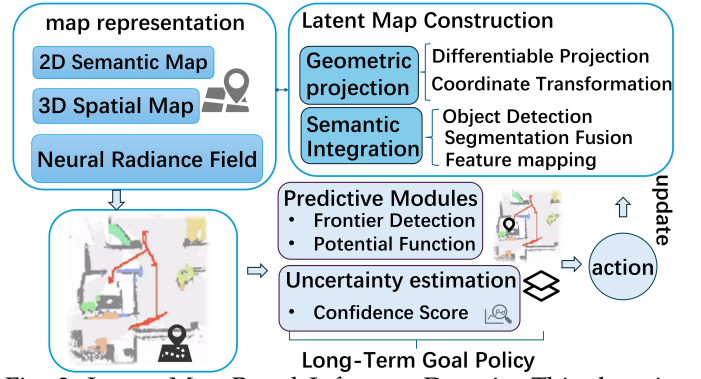 map representation
2D Semantic Map
3D Spatial Map
Neural Radiance Field
Latent Map Construction
Geometric
projection
Differentiable Projection
Coordinate Transformation
Semantic
Integration
Object Detection
Segmentation Fusion
Feature mapping
Predictive Modules
• Frontier Detection
• Potential Function
Uncertainty estimation
• Confidence Score
action
update
Long-Term Goal Policy